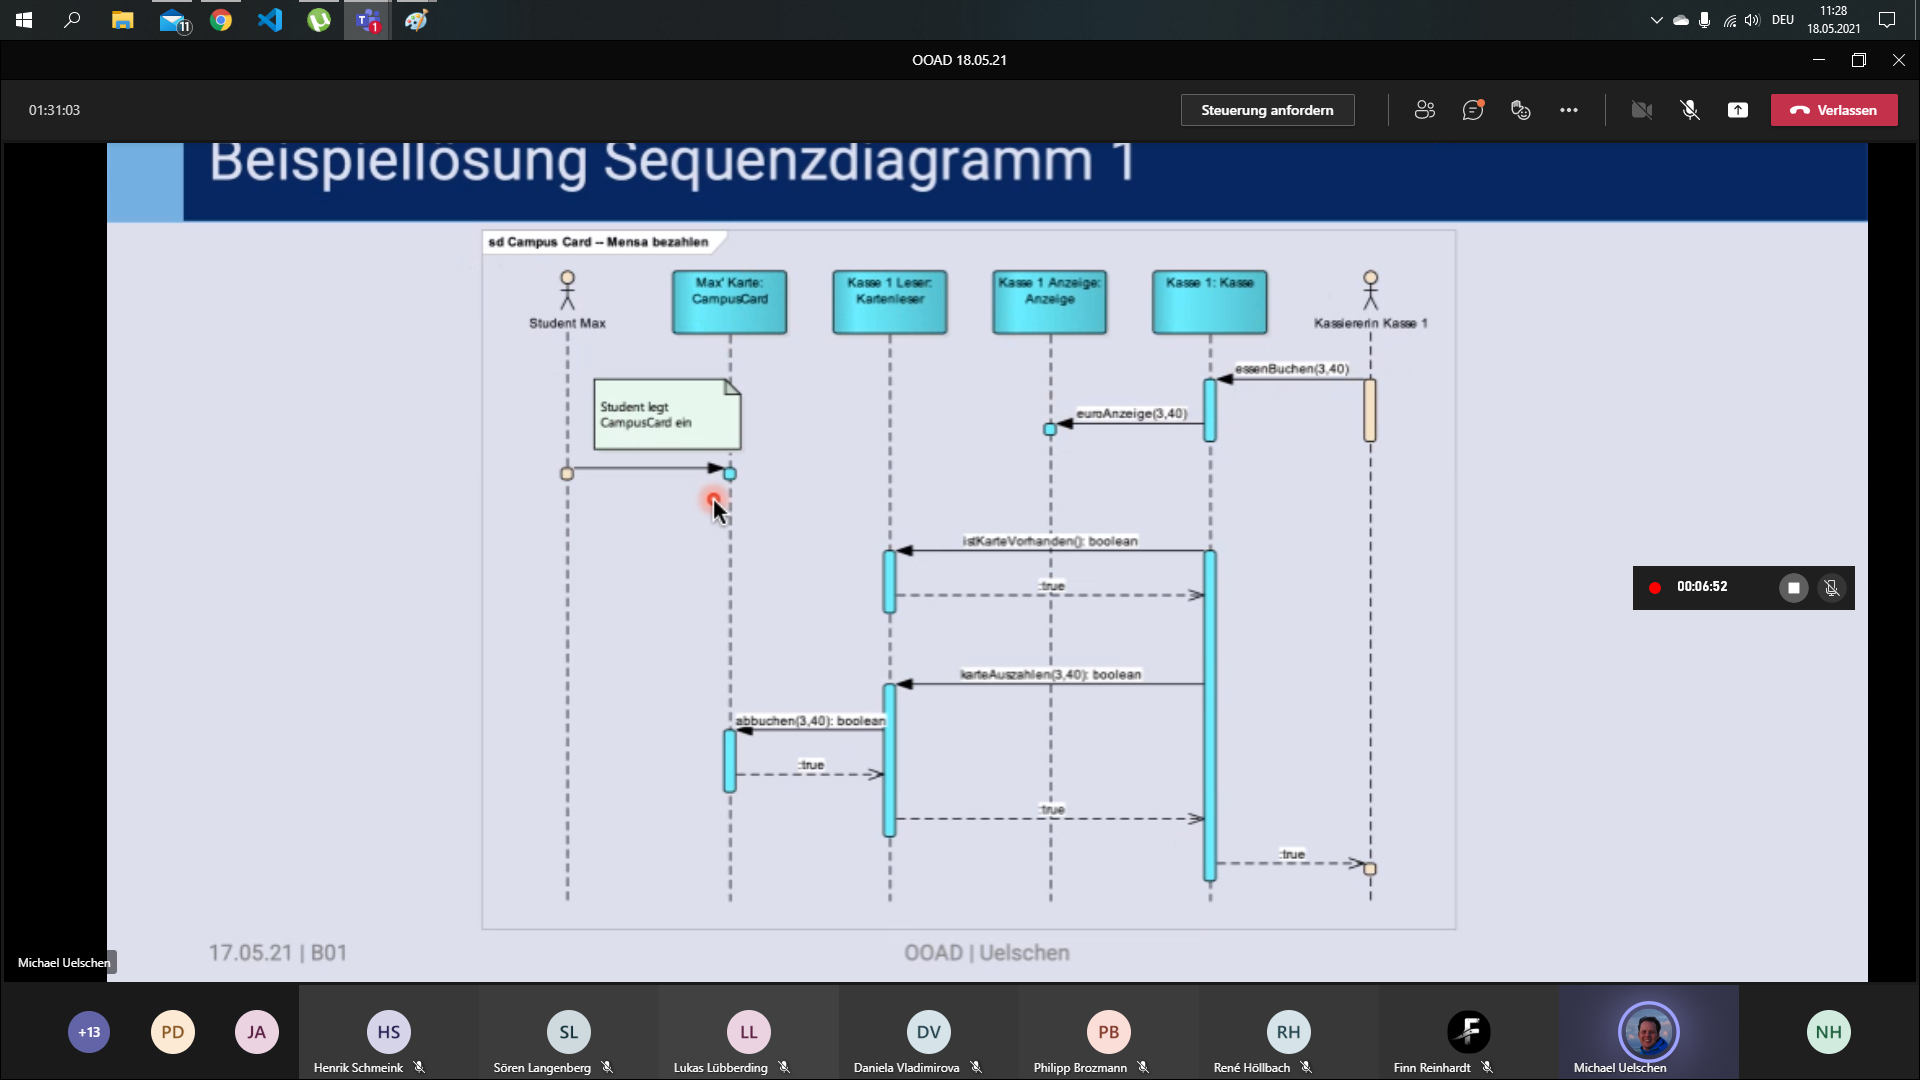 11
1
DEU
11:28
18.05.2021
OOAD 18.05.21
01:31:03
Steuerung anfordern
Verlassen
Beispiellösung Sequenzdiagramm 1
sd Campus Card -- Mensa bezahlen
Student Max
Max' Karte:
CampusCard
Kasse 1 Leser:
Kartenleser
Kasse 1 Anzeige:
Anzeige
Kasse 1: Kasse
KassiererIn Kasse 1
essenBuchen(3,40)
Student legt
CampusCard ein
euroAnzeige(3,40)
istKarteVorhanden(): boolean
:true
00:06:52
karteAuszahlen(3,40): boolean
abbuchen(3,40): boolean
:true
:true
:true
17.05.21 | B01
OOAD | Uelschen
Michael Uelschen
+13
PD
JA
HS
SL
LL
DV
PB
RH
F
NH
Henrik Schmeink
Sören Langenberg
Lukas Lübberding
Daniela Vladimirova
Philipp Brozmann
René Höllbach
Finn Reinhardt
Michael Uelschen